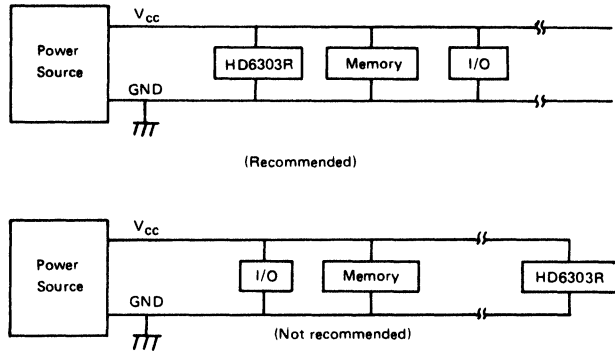 Vcc
Power
Source
HD6303R
Memory
I/O
GND
(Recommended)
Vcc
Power
Source
I/O
Memory
HD6303R
GND
(Not recommended)